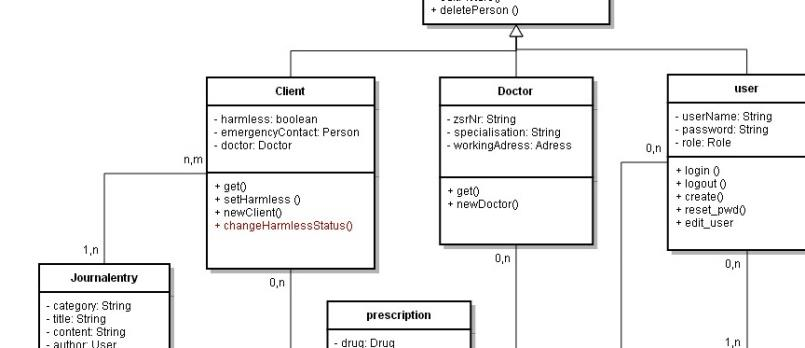 + deletePerson ()
Client
- harmless: boolean
- emergencyContact: Person
- doctor: Doctor
+ get()
+ setHarmless ()
+ newClient()
+ changeHarmlessStatus()
Doctor
- zsrNr: String
- specialisation: String
- workingAdress: Adress
+ get()
+ newDoctor()
user
- userName: String
- password: String
- role: Role
+ login ()
+ logout ()
+ create()
+ reset_pwd()
+ edit_user
n,m
0,n
1,n
0,n
0,n
0,n
1,n
Journalentry
- category: String
- title: String
- content: String
- author: User
prescription
- drug: Drug